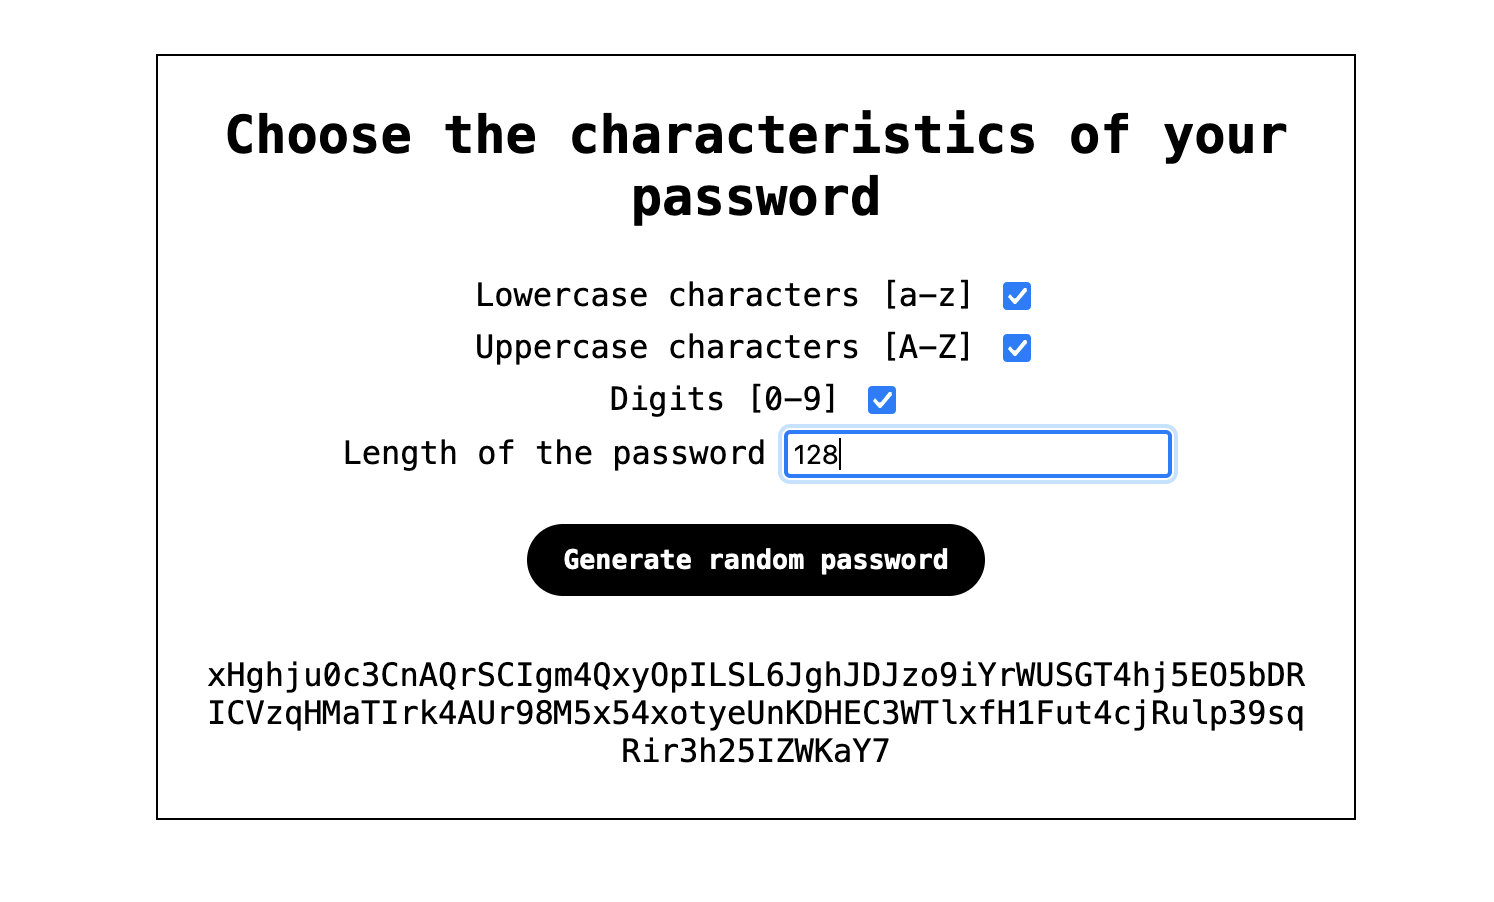 Choose the characteristics of your
password
Lowercase characters [a-z]
Uppercase characters [A-Z]
Digits [0-9]
Length of the password 128
Generate random password
xHghju0c3CnAQrSCIgm4QxyOpILSL6JghJDJzo9iYrWUSGT4hj5EO5bDR
ICVzqHMaTIrk4AUr98M5x54xotyeUnKDHEC3WTlxfH1Fut4cjRulp39sq
Rir3h25IZWKaY7